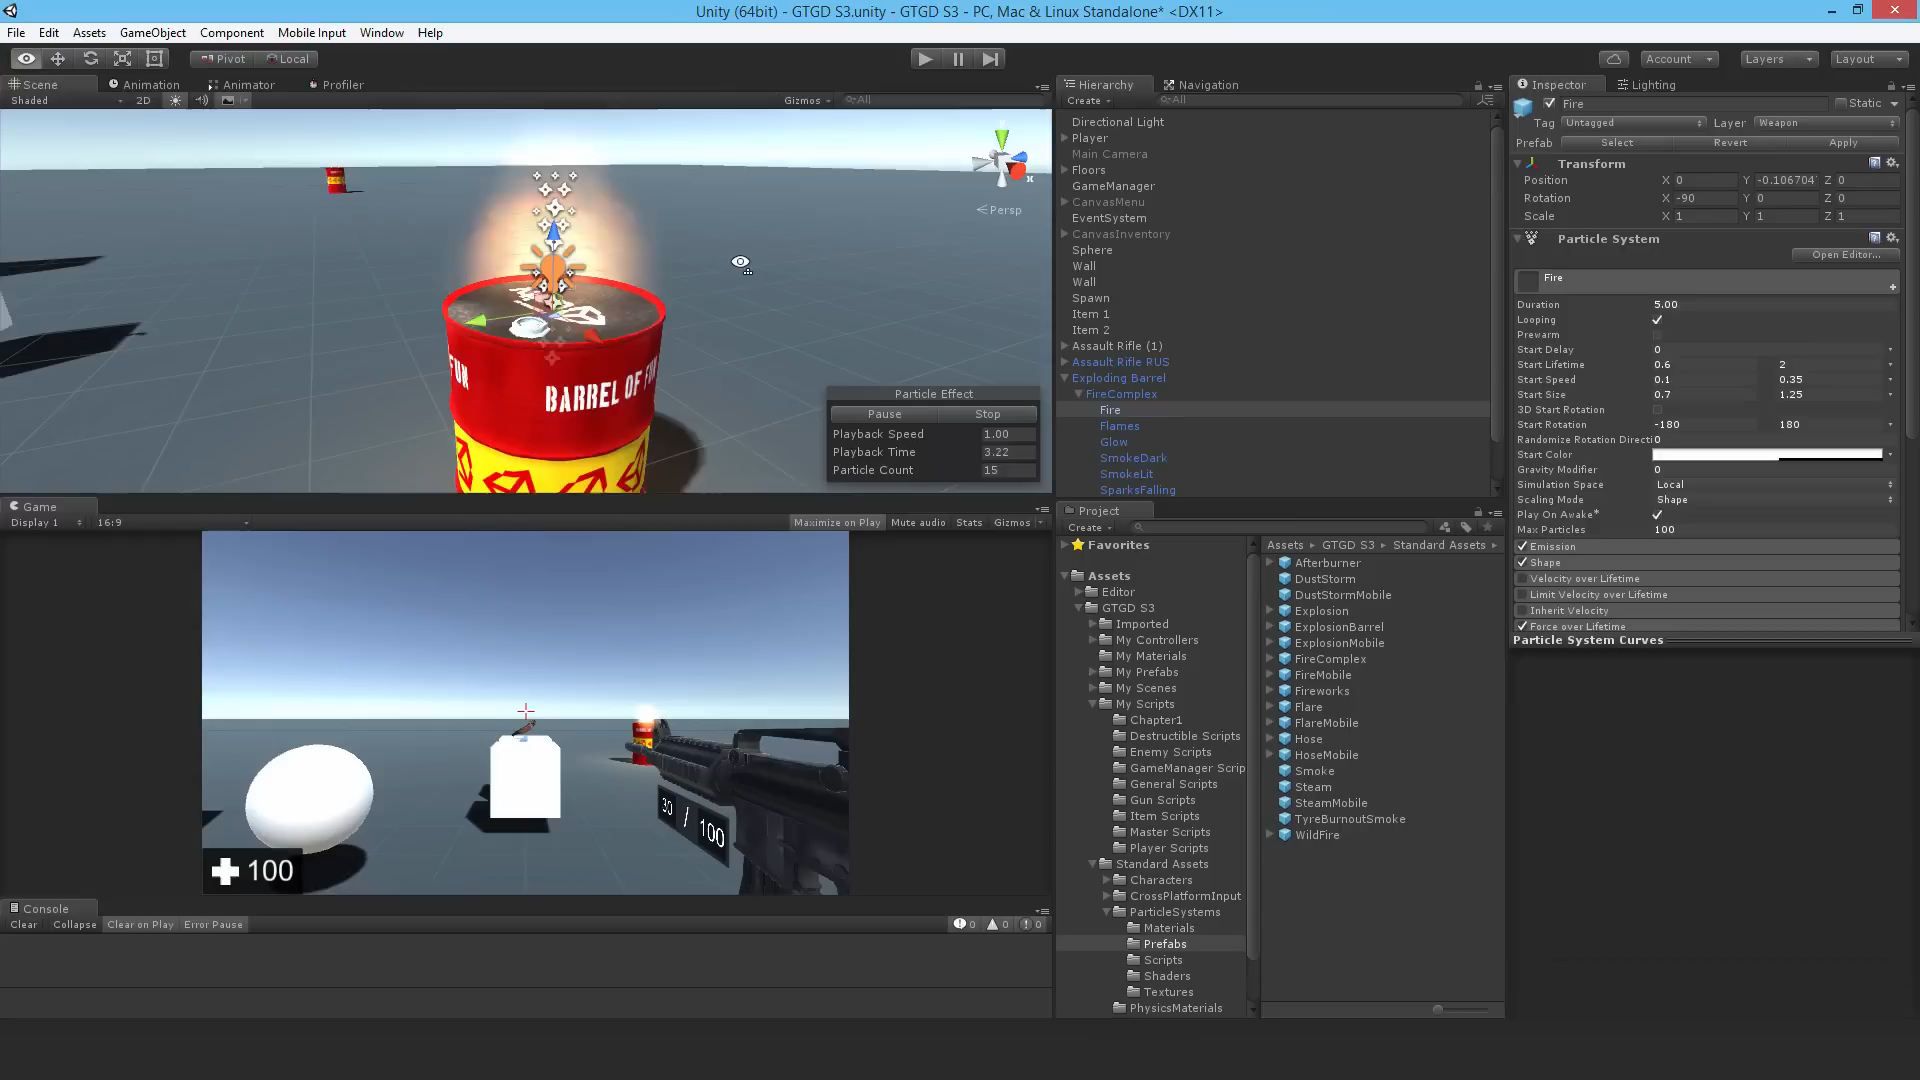 Unity (64bit) - GTGD S3.unity - GTGD S3 - PC, Mac & Linux Standalone* <DX11>
File Edit Assets GameObject Component Mobile Input Window Help
Pivot Local
Account Layers Layout
Scene Animation Animator Profiler
Shaded 2D Gizmos All
x
Persp
BARREL OF FUN
FUN
Particle Effect
Pause Stop
Playback Speed 1.00
Playback Time 3.22
Particle Count 15
Game
Display 1 16:9 Maximize on Play Mute audio Stats Gizmos
30 / 100
100
Console
Clear Collapse Clear on Play Error Pause 0 0 0
Hierarchy Navigation
Create All
Directional Light
Player
Main Camera
Floors
GameManager
CanvasMenu
EventSystem
CanvasInventory
Sphere
Wall
Wall
Spawn
Item 1
Item 2
Assault Rifle (1)
Assault Rifle RUS
Exploding Barrel
FireComplex
Fire
Flames
Glow
SmokeDark
SmokeLit
SparksFalling
Project
Create
Favorites
Assets
Editor
GTGD S3
Imported
My Controllers
My Materials
My Prefabs
My Scenes
My Scripts
Chapter1
Destructible Scripts
Enemy Scripts
GameManager Scrip
General Scripts
Gun Scripts
Item Scripts
Master Scripts
Player Scripts
Standard Assets
Characters
CrossPlatformInput
ParticleSystems
Materials
Prefabs
Scripts
Shaders
Textures
PhysicsMaterials
Assets GTGD S3 Standard Assets
Afterburner
DustStorm
DustStormMobile
Explosion
ExplosionBarrel
ExplosionMobile
FireComplex
FireMobile
Fireworks
Flare
FlareMobile
Hose
HoseMobile
Smoke
Steam
SteamMobile
TyreBurnoutSmoke
WildFire
Inspector Lighting
Fire Static
Tag Untagged Layer Weapon
Prefab Select Revert Apply
Transform
Position X 0 Y -0.106704 Z 0
Rotation X -90 Y 0 Z 0
Scale X 1 Y 1 Z 1
Particle System
Open Editor...
Fire
Duration 5.00
Looping
Prewarm
Start Delay 0
Start Lifetime 0.6 2
Start Speed 0.1 0.35
Start Size 0.7 1.25
3D Start Rotation
Start Rotation -180 180
Randomize Rotation Directi 0
Start Color
Gravity Modifier 0
Simulation Space Local
Scaling Mode Shape
Play On Awake*
Max Particles 100
Emission
Shape
Velocity over Lifetime
Limit Velocity over Lifetime
Inherit Velocity
Force over Lifetime
Particle System Curves